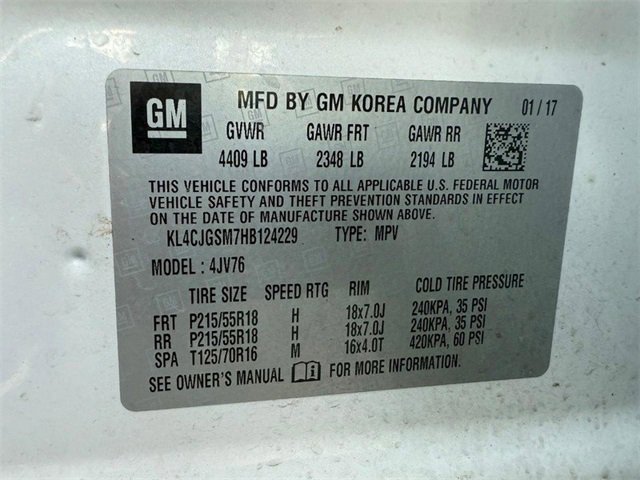 GM MFD BY GM KOREA COMPANY 01 / 17
GVWR GAWR FRT GAWR RR
4409 LB 2348 LB 2194 LB
THIS VEHICLE CONFORMS TO ALL APPLICABLE U.S. FEDERAL MOTOR
VEHICLE SAFETY AND THEFT PREVENTION STANDARDS IN EFFECT
ON THE DATE OF MANUFACTURE SHOWN ABOVE.
KL4CJGSM7HB124229 TYPE: MPV
MODEL : 4JV76
TIRE SIZE SPEED RTG RIM COLD TIRE PRESSURE
FRT P215/55R18 H 18x7.0J 240KPA, 35 PSI
RR P215/55R18 H 18x7.0J 240KPA, 35 PSI
SPA T125/70R16 M 16x4.0T 420KPA, 60 PSI
SEE OWNER'S MANUAL FOR MORE INFORMATION.